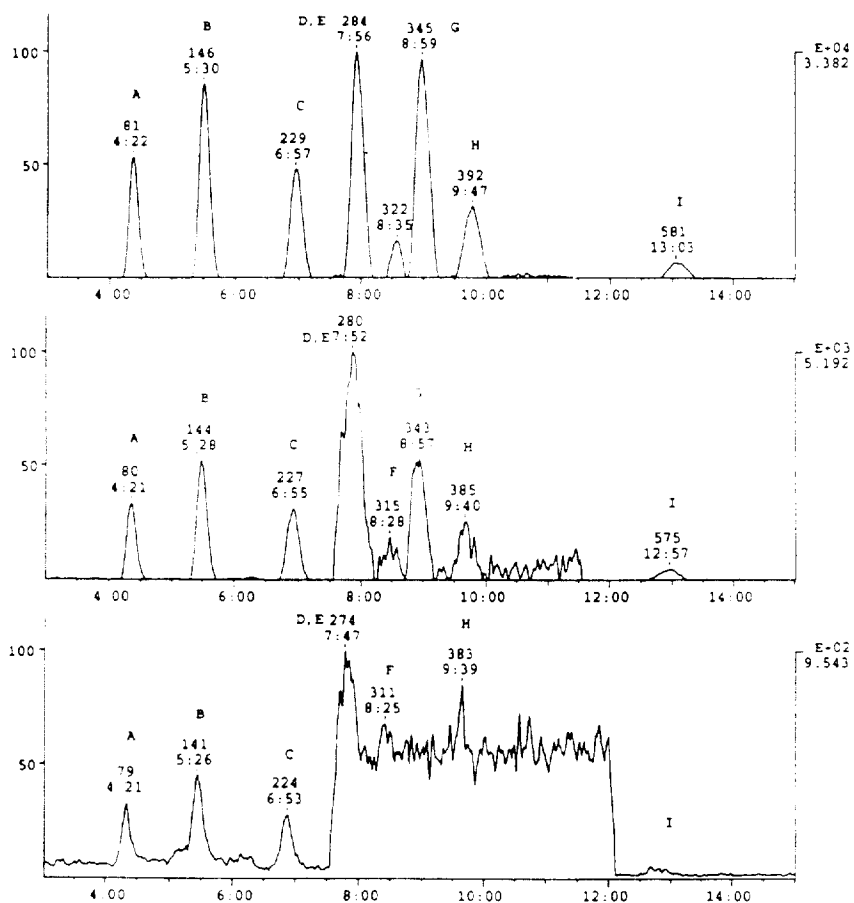 D,E 284 345 G
B 7:56 8:59
100 146 E+04
5:30 3.382
A
81 C
4:22 229
6:57 H
50 392
9:47
322 I
8:35 581
13:03
4:00 6:00 8:00 10:00 12:00 14:00
280
D,E 7:52
100 E+03
5.192
B
A 144 343
5:28 C 8:57 H
50 80 227 F 385
4:21 6:55 315 9:40 I
8:28 575
12:57
4:00 6:00 8:00 10:00 12:00 14:00
D,E 274 H
7:47
100 383 E+02
F 9:39 9.543
A B 311
141 8:25
79 5:26 C
50 4:21 224
6:53
I
4:00 6:00 8:00 10:00 12:00 14:00